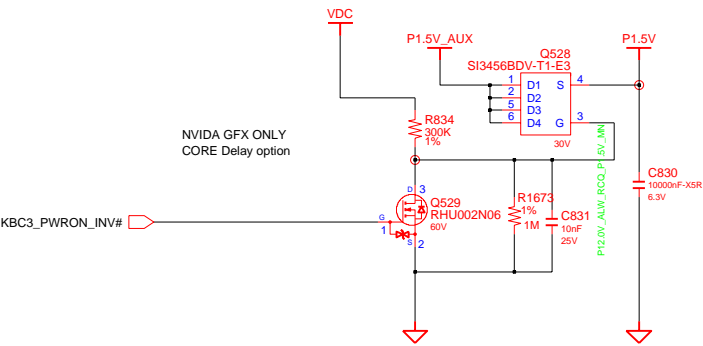 VDC
P1.5V_AUX
P1.5V
Q528
SI3456BDV-T1-E3
1 D1 S 4
2 D2
5 D3
6 D4 G 3
30V
R834
300K
1%
NVIDA GFX ONLY
CORE Delay option
P12.0V_ALW_RCQ_P1.5V_MN
C830
10000nF-X5R
6.3V
D 3
Q529
RHU002N06
60V
G
1
S 2
R1673
1%
1M
C831
10nF
25V
KBC3_PWRON_INV#